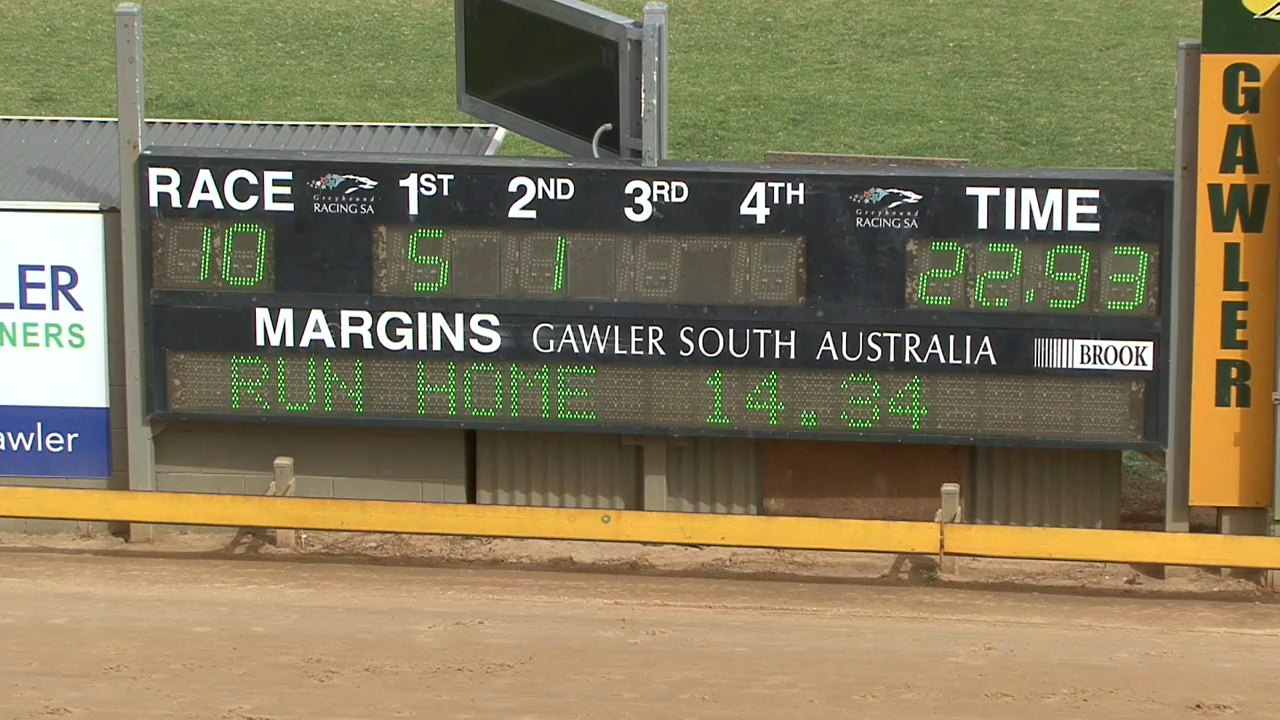 RACE Greyhound RACING SA 1ST 2ND 3RD 4TH Greyhound RACING SA TIME
10 5 1 22.93
MARGINS GAWLER SOUTH AUSTRALIA BROOK
RUN HOME 14.34
GAWLER
LER
NERS
awler